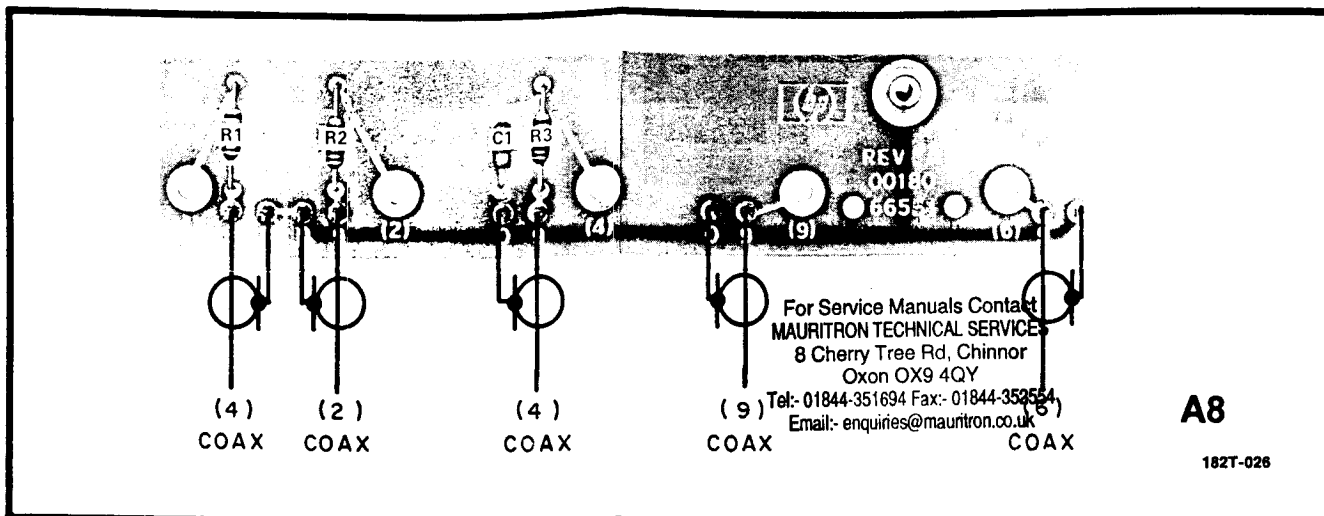 R1
R2
C1
R3
hp
REV
00180
(2)
(4)
(9)
(6)
For Service Manuals Contact
MAURITRON TECHNICAL SERVICES
8 Cherry Tree Rd, Chinnor
Oxon OX9 4QY
Tel:- 01844-351694 Fax:- 01844-352554
Email:- enquiries@mauritron.co.uk
(4) (2) (4) (9) (6)
COAX COAX COAX COAX COAX
A8
182T-026